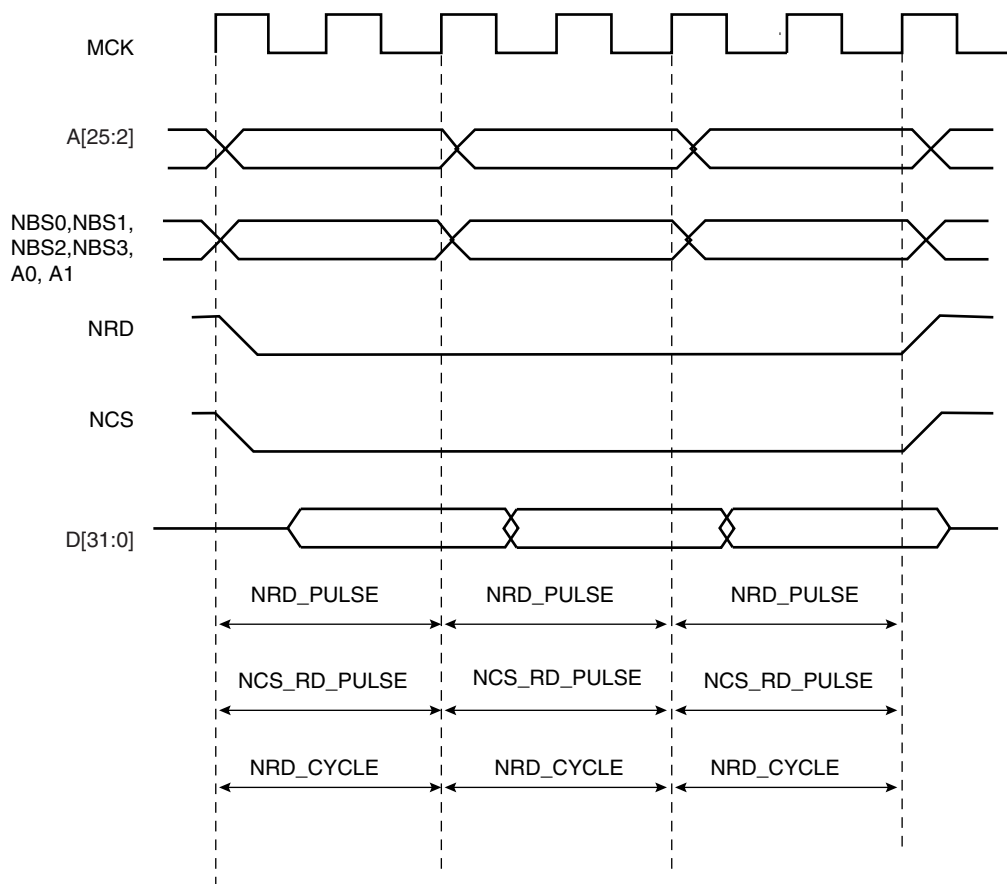 MCK
A[25:2]
NBS0,NBS1,
NBS2,NBS3,
A0, A1
NRD
NCS
D[31:0]
NRD_PULSE NRD_PULSE NRD_PULSE
NCS_RD_PULSE NCS_RD_PULSE NCS_RD_PULSE
NRD_CYCLE NRD_CYCLE NRD_CYCLE